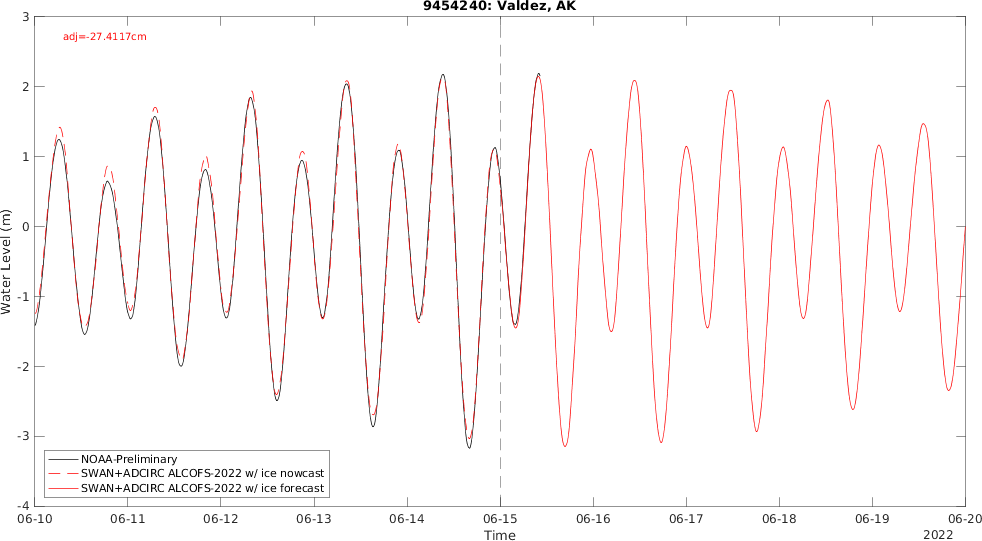 9454240: Valdez, AK
adj=-27.4117cm
3
2
1
0
-1
-2
-3
-4
Water Level (m)
NOAA-Preliminary
SWAN+ADCIRC ALCOFS-2022 w/ ice nowcast
SWAN+ADCIRC ALCOFS-2022 w/ ice forecast
06-10 06-11 06-12 06-13 06-14 06-15 06-16 06-17 06-18 06-19 06-20
Time
2022